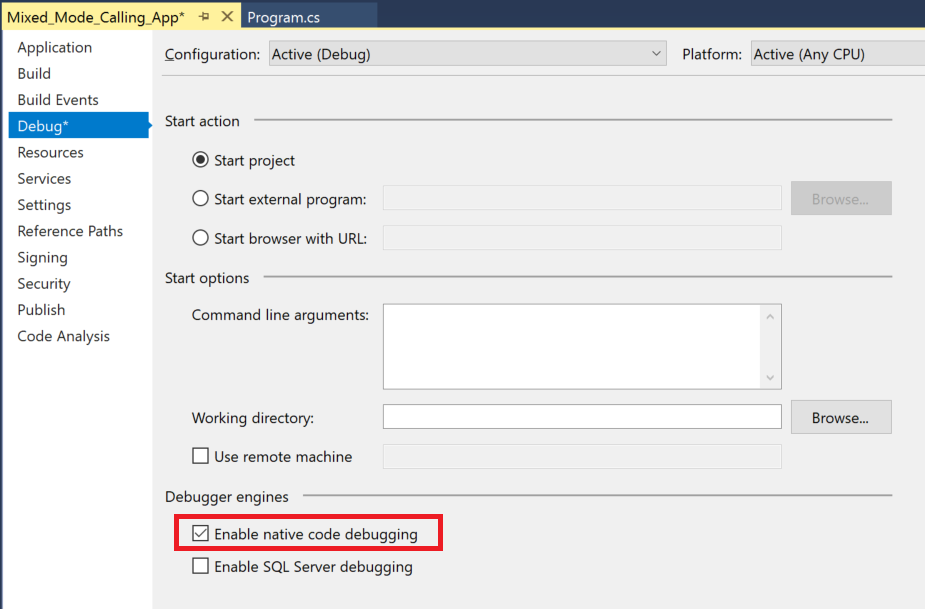 Mixed_Mode_Calling_App* Program.cs
Application
Build
Build Events
Debug*
Resources
Services
Settings
Reference Paths
Signing
Security
Publish
Code Analysis
Configuration: Active (Debug) Platform: Active (Any CPU)
Start action
Start project
Start external program: Browse...
Start browser with URL:
Start options
Command line arguments:
Working directory: Browse...
Use remote machine
Debugger engines
Enable native code debugging
Enable SQL Server debugging